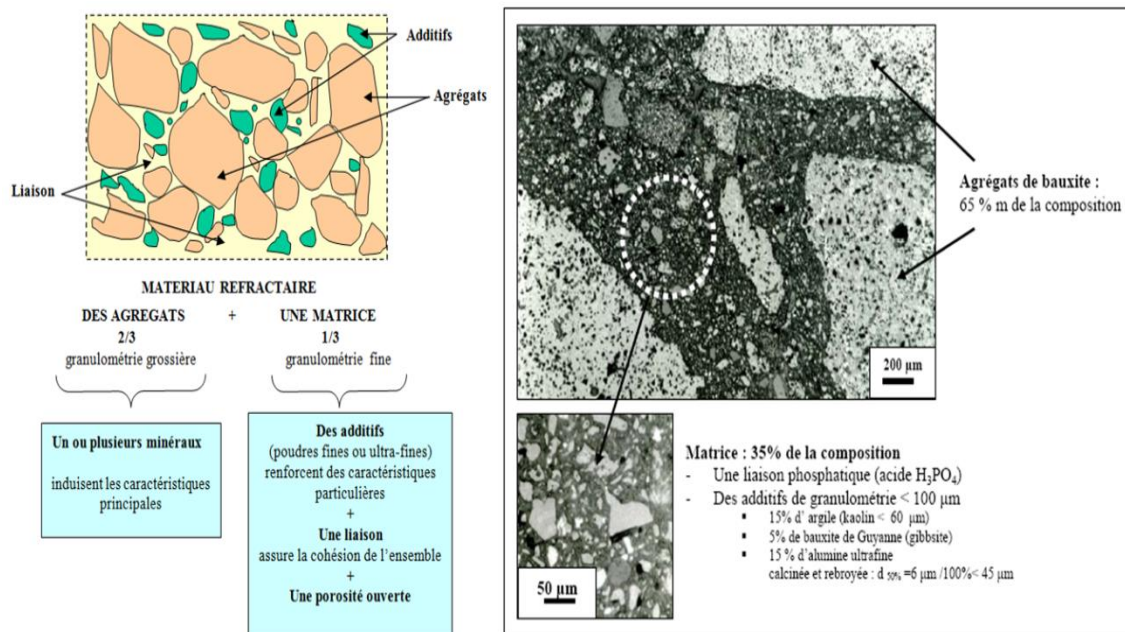 Additifs
Agrégats
Liaison
MATERIAU REFRACTAIRE
DES AGREGATS + UNE MATRICE
2/3 1/3
granulométrie grossière granulométrie fine
Un ou plusieurs minéraux
induisent les caractéristiques
principales
Des additifs
(poudres fines ou ultra-fines)
renforcent des caractéristiques
particulières
+
Une liaison
assure la cohésion de l'ensemble
+
Une porosité ouverte
Agrégats de bauxite :
65 % m de la composition
200 µm
50 µm
Matrice : 35% de la composition
- Une liaison phosphatique (acide H₃PO₄)
- Des additifs de granulométrie < 100 µm
▪ 15% d' argile (kaolin < 60 µm)
▪ 5% de bauxite de Guyanne (gibbsite)
▪ 15 % d'alumine ultrafine
calcinée et rebroyée : d 50% =6 µm /100%< 45 µm